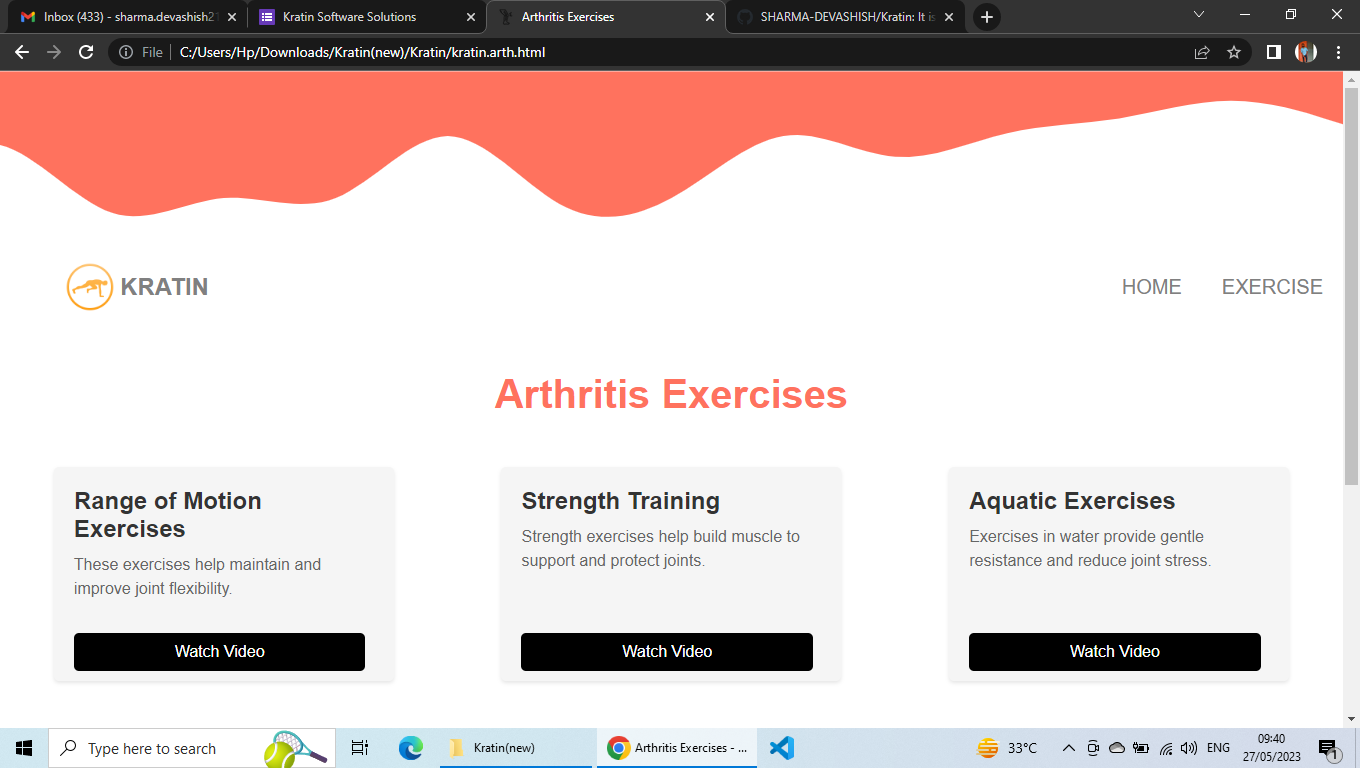 Inbox (433) - sharma.devashish21
Kratin Software Solutions
Arthritis Exercises
SHARMA-DEVASHISH/Kratin: It is
File
C:/Users/Hp/Downloads/Kratin(new)/Kratin/kratin.arth.html
KRATIN
HOME
EXERCISE
Arthritis Exercises
Range of Motion
Exercises
These exercises help maintain and
improve joint flexibility.
Watch Video
Strength Training
Strength exercises help build muscle to
support and protect joints.
Watch Video
Aquatic Exercises
Exercises in water provide gentle
resistance and reduce joint stress.
Watch Video
Type here to search
Kratin(new)
Arthritis Exercises - ...
33°C
ENG
09:40
27/05/2023
1